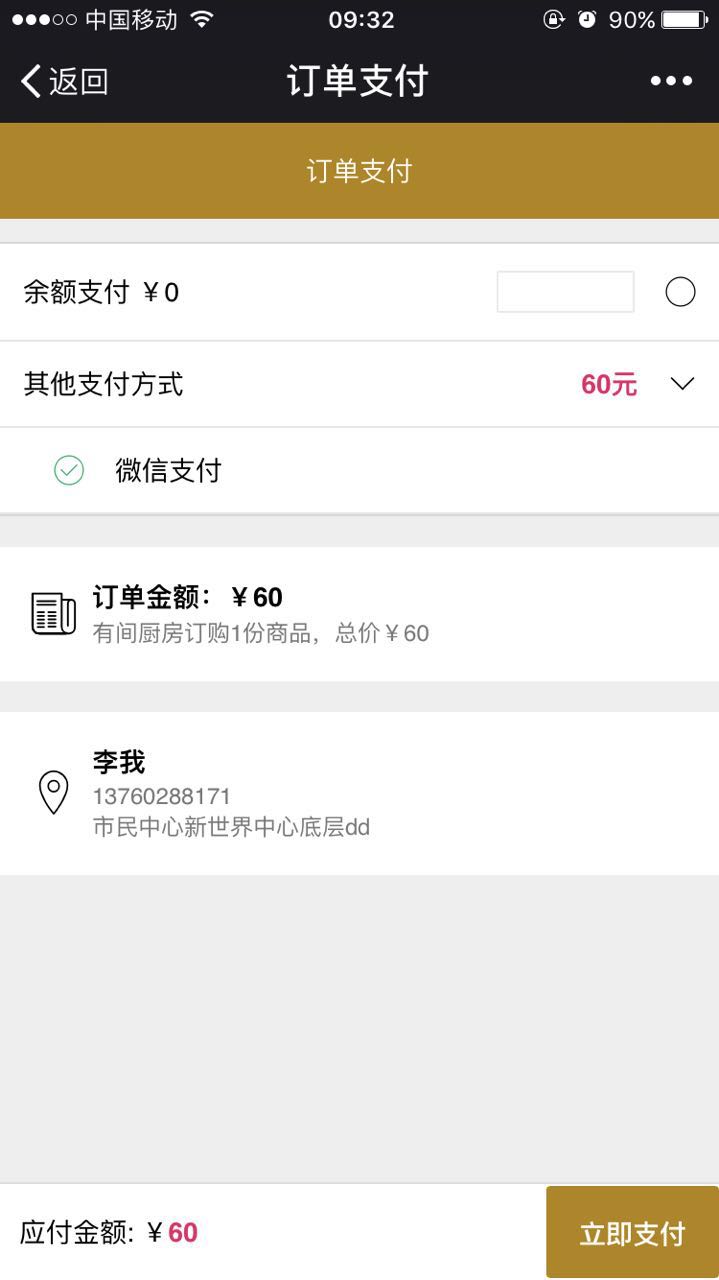 中国移动 09:32 90%
返回 订单支付
订单支付
余额支付 ￥0
其他支付方式 60元
微信支付
订单金额：￥60
有间厨房订购1份商品，总价￥60
李我
13760288171
市民中心新世界中心底层dd
应付金额: ￥60 立即支付